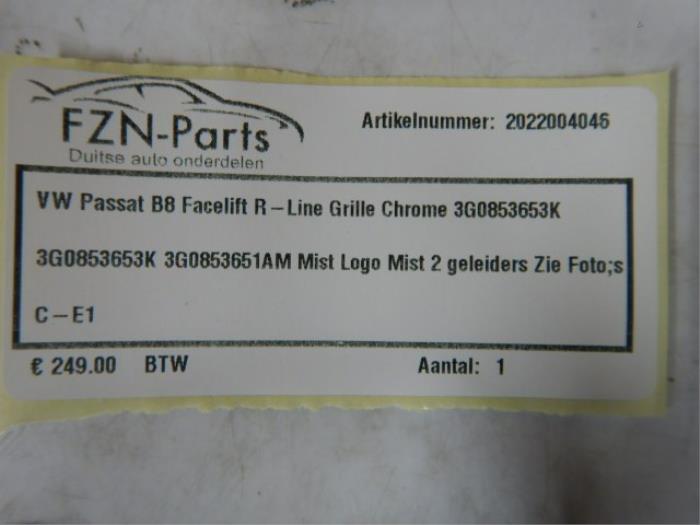 FZN-Parts
Duitse auto onderdelen
Artikelnummer: 2022004046
VW Passat B8 Facelift R-Line Grille Chrome 3G0853653K
3G0853653K 3G0853651AM Mist Logo Mist 2 geleiders Zie Foto;s
C-E1
€ 249.00 BTW
Aantal: 1